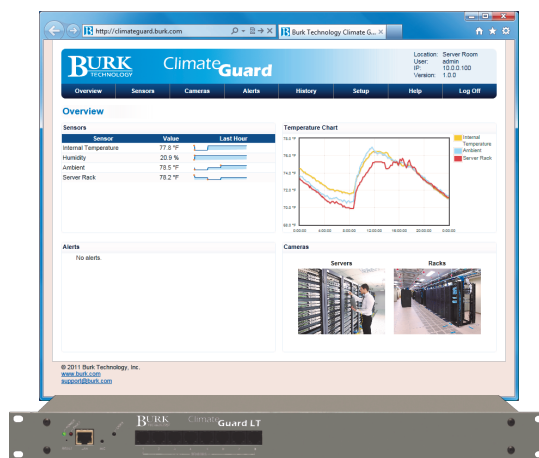 http://climateguard.burk.com
Burk Technology Climate G...
BURK
TECHNOLOGY
ClimateGuard
Location: Server Room
User: admin
IP: 10.0.0.100
Version: 1.0.0
Overview Sensors Cameras Alerts History Setup Help Log Off
Overview
Sensors
Sensor Value Last Hour
Internal Temperature 77.8 °F
Humidity 20.9 %
Ambient 78.5 °F
Server Rack 78.2 °F
Temperature Chart
Internal
Temperature
Ambient
Server Rack
Alerts
No alerts.
Cameras
Servers Racks
© 2011 Burk Technology, Inc.
www.burk.com
support@burk.com
BURK
TECHNOLOGY
ClimateGuard LT